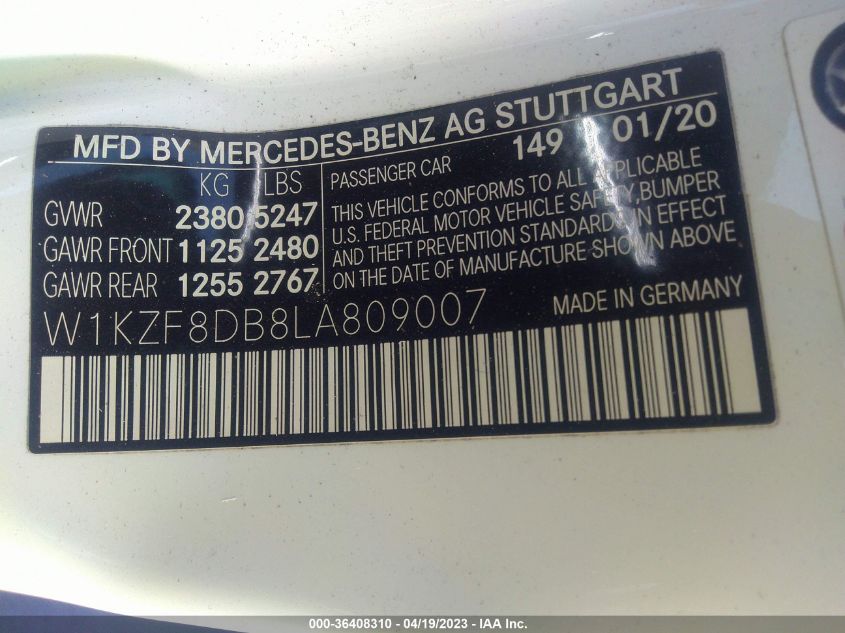 MFD BY MERCEDES-BENZ AG STUTTGART
KG LBS
GVWR 2380 5247
GAWR FRONT 1125 2480
GAWR REAR 1255 2767
PASSENGER CAR 149 01/20
THIS VEHICLE CONFORMS TO ALL APPLICABLE
U.S. FEDERAL MOTOR VEHICLE SAFETY, BUMPER
AND THEFT PREVENTION STANDARDS IN EFFECT
ON THE DATE OF MANUFACTURE SHOWN ABOVE
W1KZF8DB8LA809007
MADE IN GERMANY
000-36408310 - 04/19/2023 - IAA Inc.